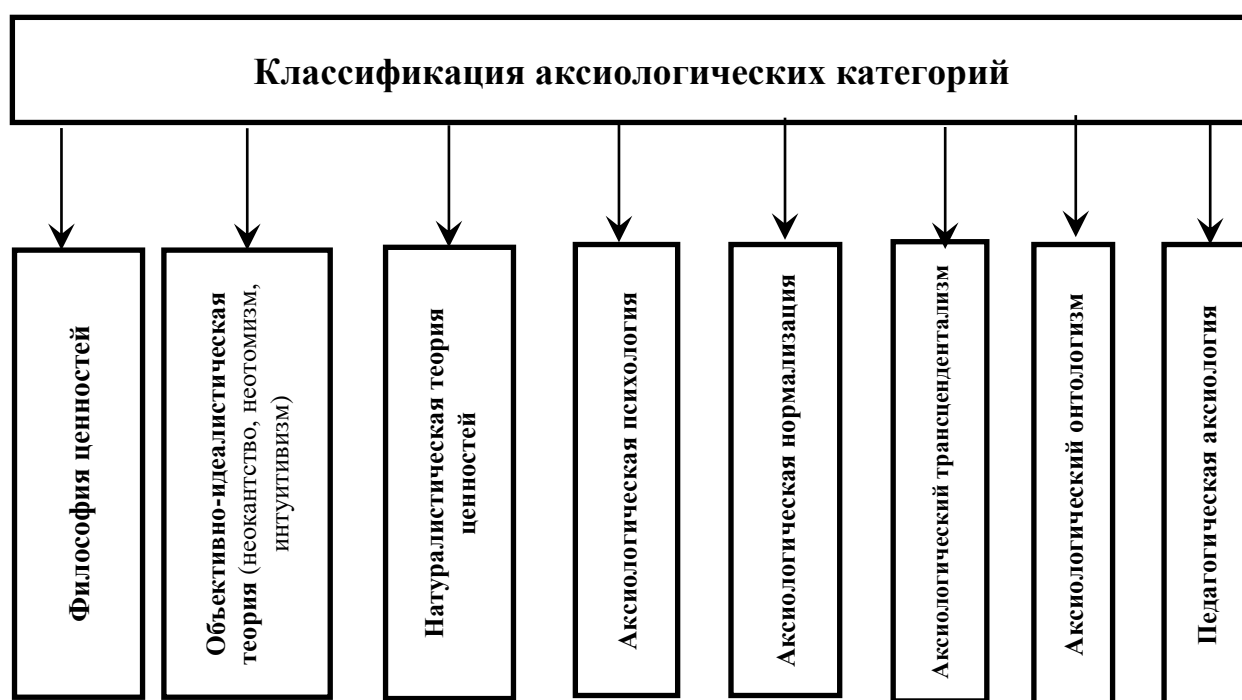 Классификация аксиологических категорий
Философия ценностей
Объективно-идеалистическая
теория (неокантство, неотомизм,
интуитивизм)
Натуралистическая теория
ценностей
Аксиологическая психология
Аксиологическая нормализация
Аксиологический трансцендентализм
Аксиологический онтологизм
Педагогическая аксиология